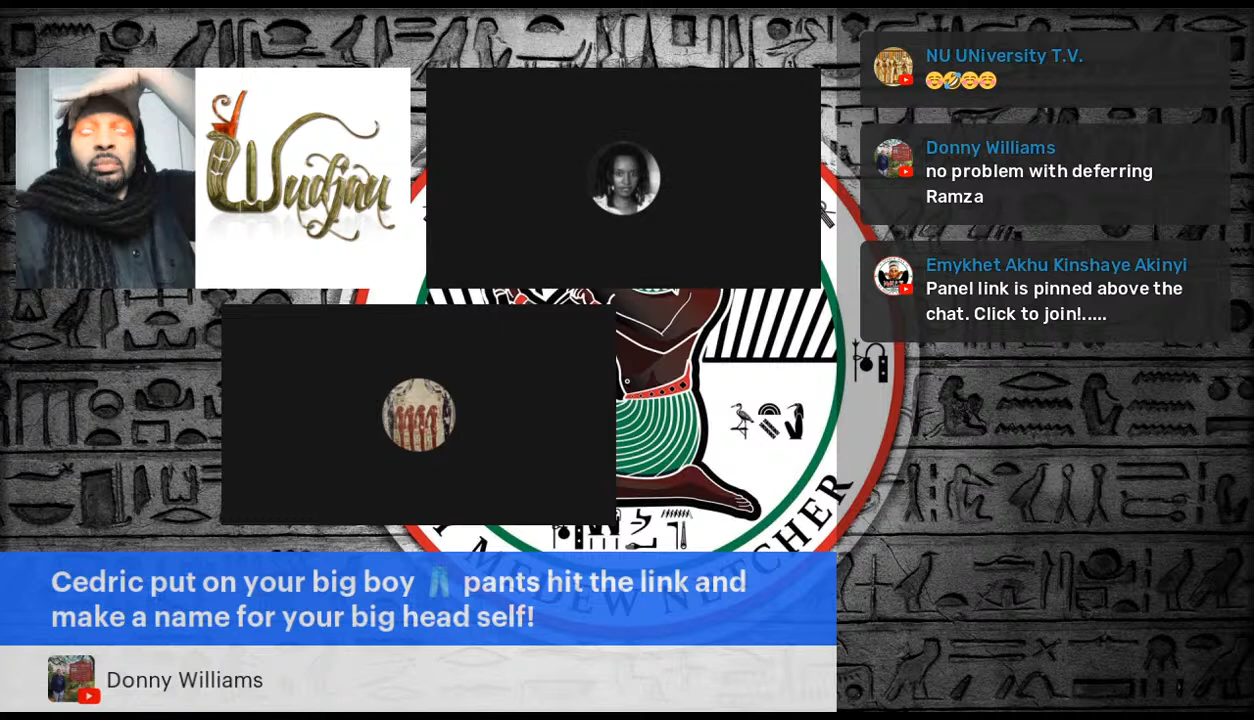 Wudjau
NU UNiversity T.V.
☺️🤣☺️☺️
Donny Williams
no problem with deferring
Ramza
Emykhet Akhu Kinshaye Akinyi
Panel link is pinned above the
chat. Click to join!.....
MEDEW NETCHER
Cedric put on your big boy 👖 pants hit the link and
make a name for your big head self!
Donny Williams